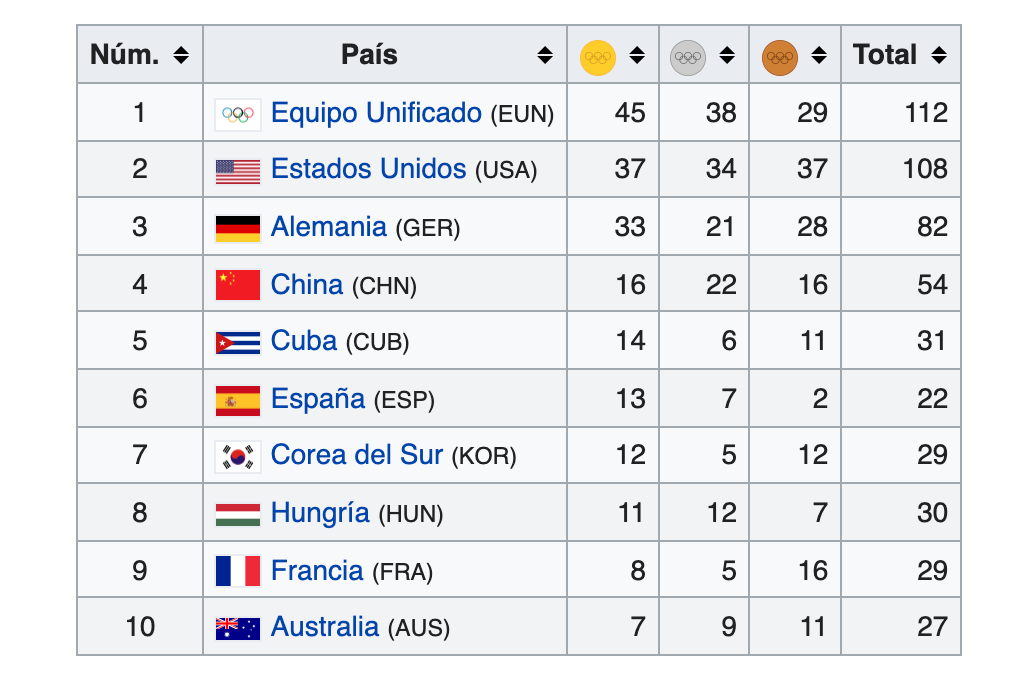 Núm. País Total
1 Equipo Unificado (EUN) 45 38 29 112
2 Estados Unidos (USA) 37 34 37 108
3 Alemania (GER) 33 21 28 82
4 China (CHN) 16 22 16 54
5 Cuba (CUB) 14 6 11 31
6 España (ESP) 13 7 2 22
7 Corea del Sur (KOR) 12 5 12 29
8 Hungría (HUN) 11 12 7 30
9 Francia (FRA) 8 5 16 29
10 Australia (AUS) 7 9 11 27